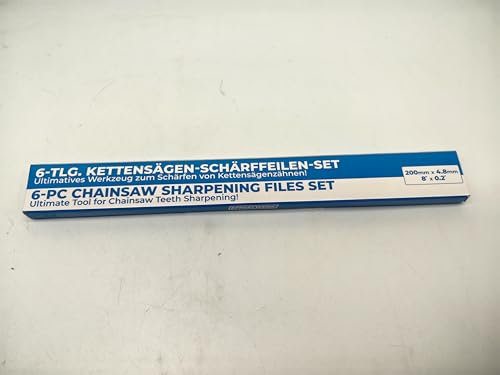 6-TLG. KETTENSÄGEN-SCHÄRFFEILEN-SET
Ultimatives Werkzeug zum Schärfen von Kettensägenzähnen!
6-PC CHAINSAW SHARPENING FILES SET
Ultimate Tool for Chainsaw Teeth Sharpening!
200mm x 4.8mm
8' x 0.2'